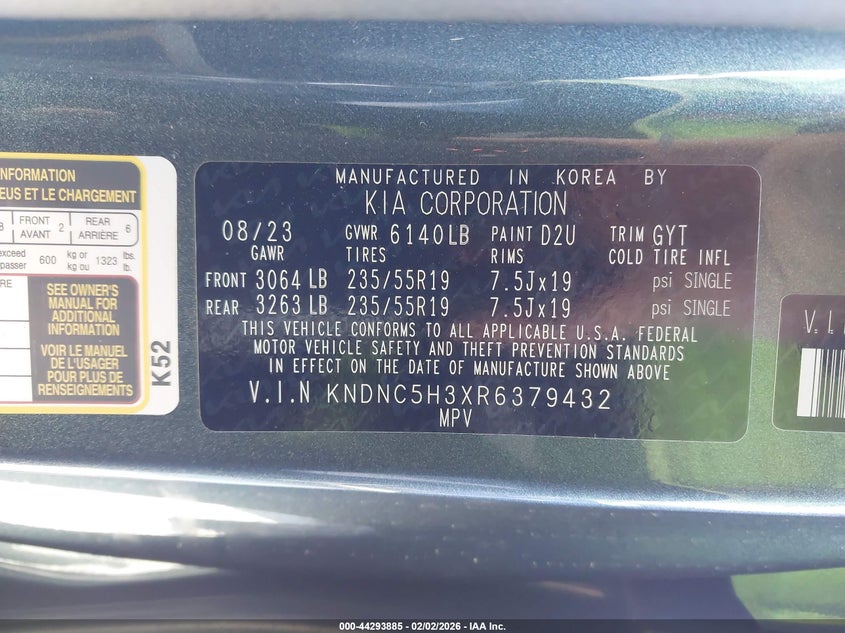 INFORMATION
EUS ET LE CHARGEMENT
FRONT
AVANT 2
REAR
ARRIÈRE 6
exceed
passer 600 kg or
kg ou 1323 lbs.
lb.
SEE OWNER'S
MANUAL FOR
ADDITIONAL
INFORMATION
VOIR LE MANUEL
DE L'USAGER
POUR PLUS DE
RENSEIGNEMENTS
K52
MANUFACTURED IN KOREA BY
KIA CORPORATION
08/23 GVWR 6140LB PAINT D2U TRIM GYT
GAWR TIRES RIMS COLD TIRE INFL
FRONT 3064 LB 235/55R19 7.5Jx19 psi SINGLE
REAR 3263 LB 235/55R19 7.5Jx19 psi SINGLE
THIS VEHICLE CONFORMS TO ALL APPLICABLE U.S.A. FEDERAL
MOTOR VEHICLE SAFETY AND THEFT PREVENTION STANDARDS
IN EFFECT ON THE DATE OF MANUFACTURE SHOWN ABOVE
V.I.N KNDNC5H3XR6379432
MPV
V.I
000-44293885 - 02/02/2026 - IAA Inc.